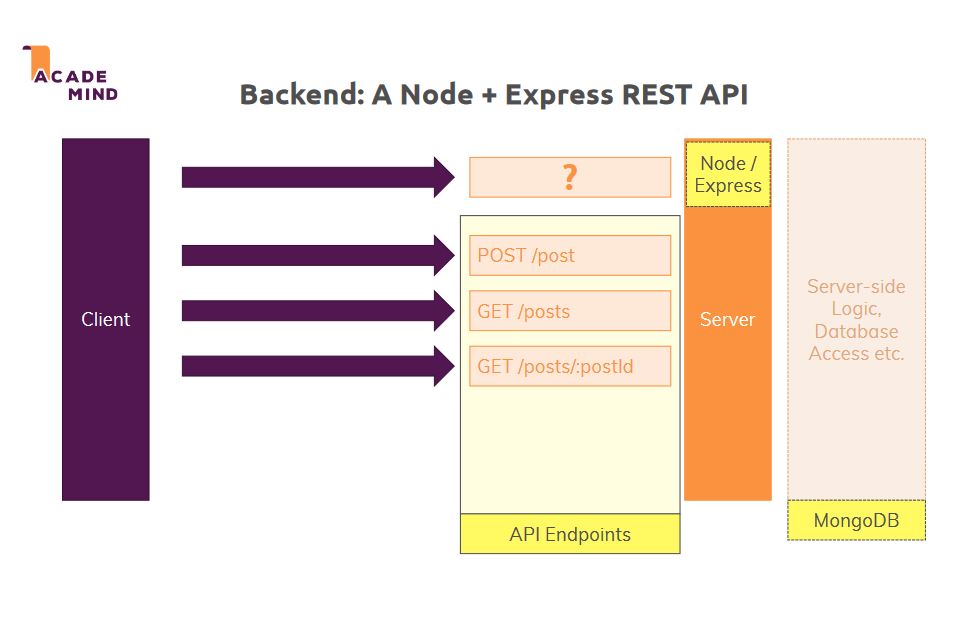 ACADE
MIND
Backend: A Node + Express REST API
Client
?
POST /post
GET /posts
GET /posts/:postId
API Endpoints
Node /
Express
Server
Server-side
Logic,
Database
Access etc.
MongoDB